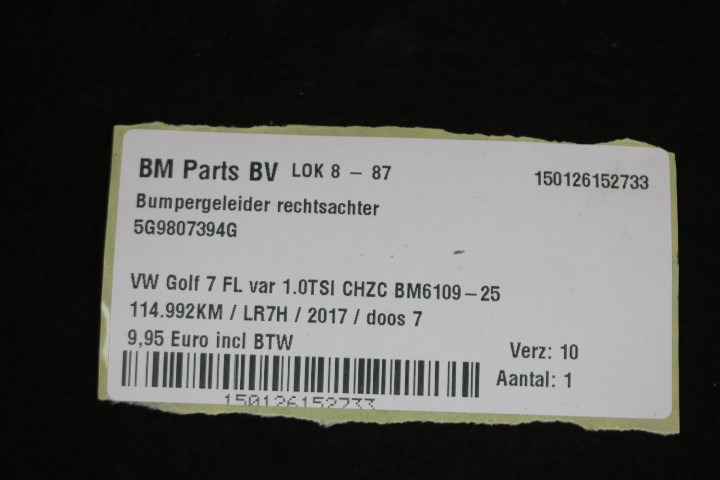 BM Parts BV LOK 8 - 87 150126152733
Bumpergeleider rechtsachter
5G9807394G
VW Golf 7 FL var 1.0TSI CHZC BM6109-25
114.992KM / LR7H / 2017 / doos 7
9,95 Euro incl BTW
Verz: 10
Aantal: 1
150126152733